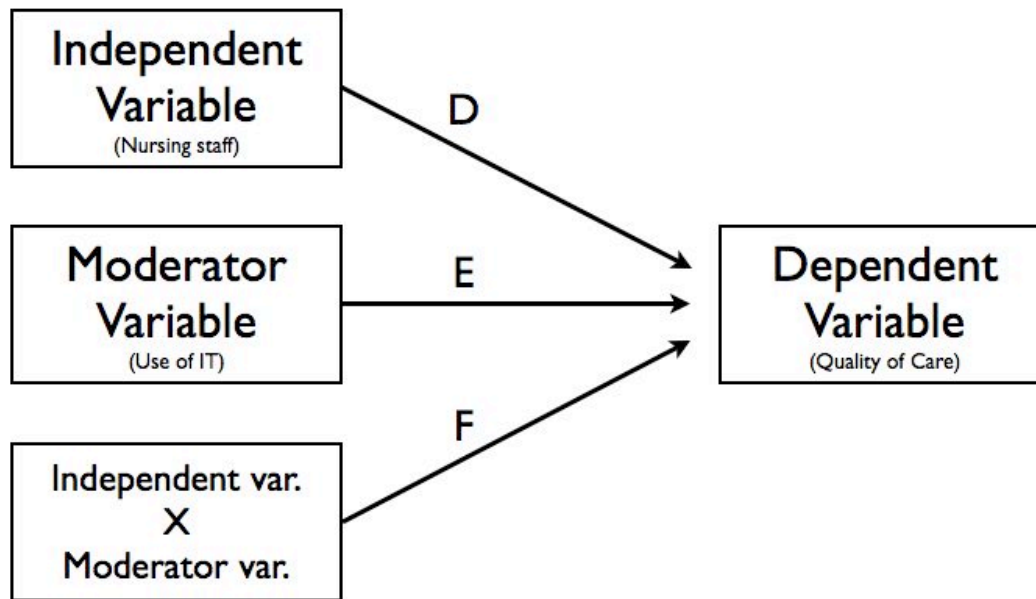 Independent
Variable
(Nursing staff)
D
Moderator
Variable
(Use of IT)
E
Dependent
Variable
(Quality of Care)
F
Independent var.
X
Moderator var.